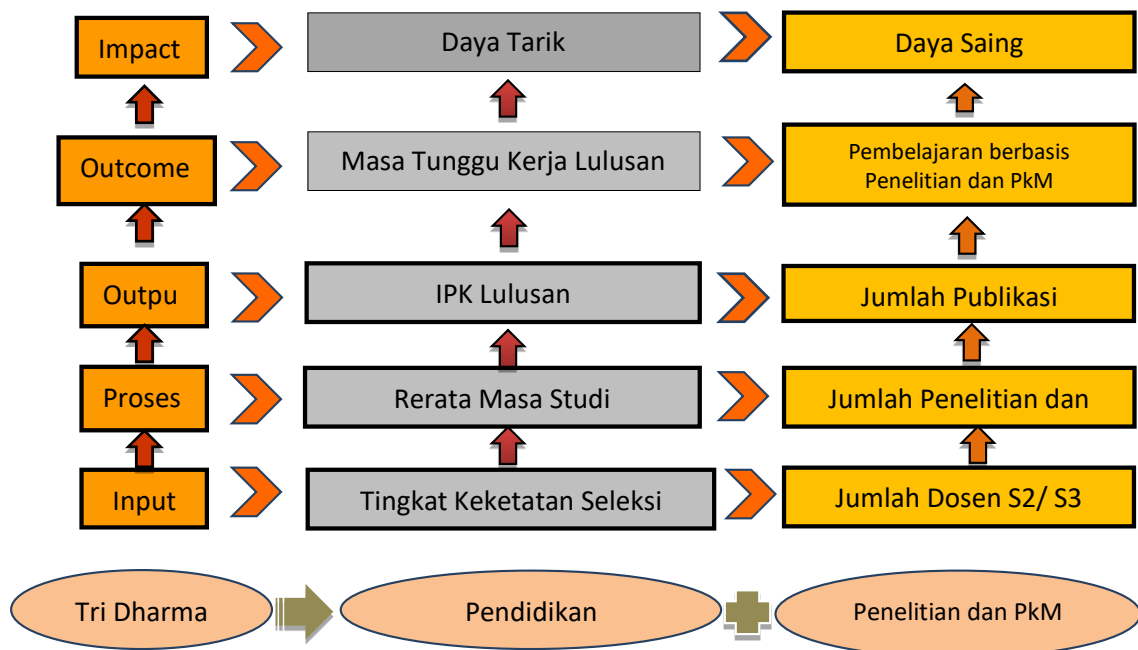 Impact
Daya Tarik
Daya Saing
Outcome
Masa Tunggu Kerja Lulusan
Pembelajaran berbasis
Penelitian dan PkM
Outpu
IPK Lulusan
Jumlah Publikasi
Proses
Rerata Masa Studi
Jumlah Penelitian dan
Input
Tingkat Keketatan Seleksi
Jumlah Dosen S2/ S3
Tri Dharma
Pendidikan
Penelitian dan PkM